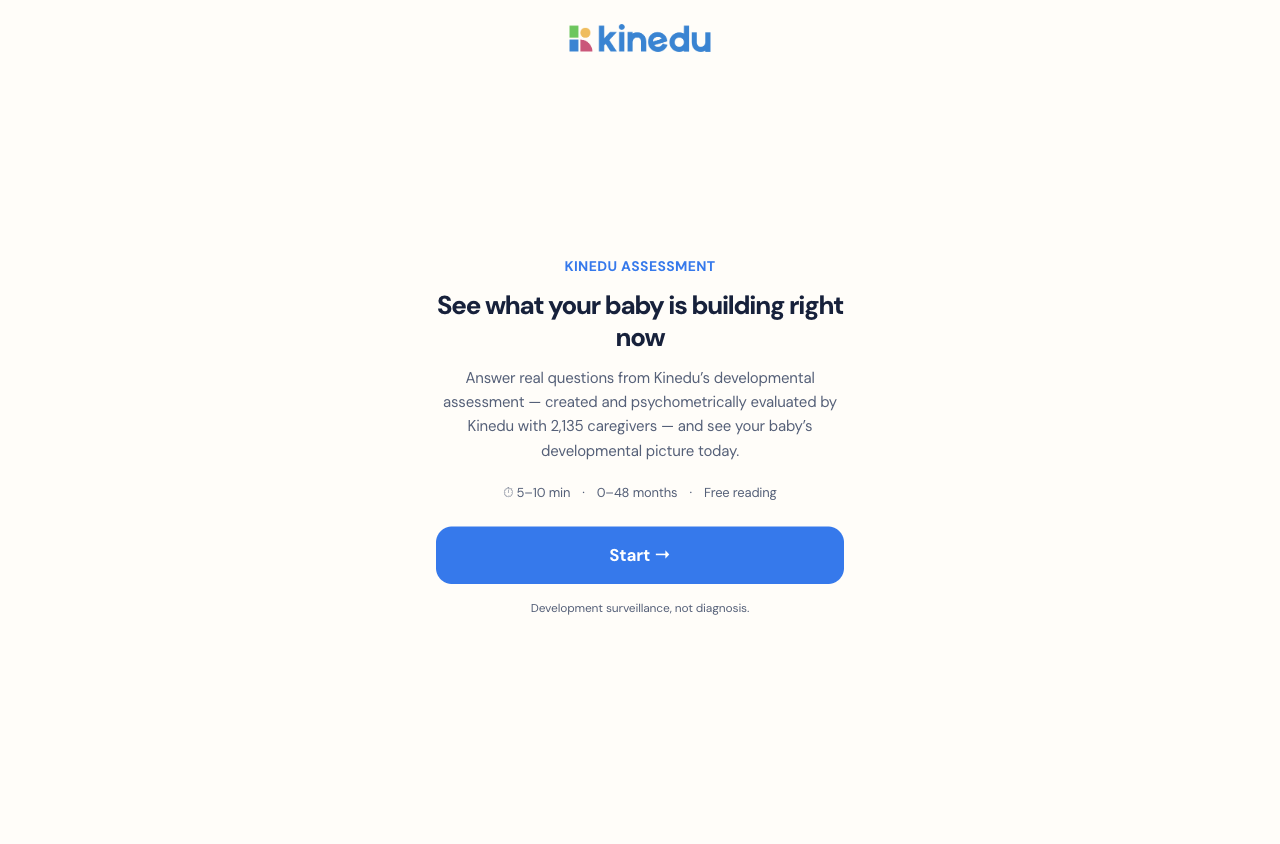 kinedu
KINEDU ASSESSMENT
See what your baby is building right
now
Answer real questions from Kinedu’s developmental
assessment — created and psychometrically evaluated by
Kinedu with 2,135 caregivers — and see your baby’s
developmental picture today.
⏱ 5–10 min · 0–48 months · Free reading
Start →
Development surveillance, not diagnosis.